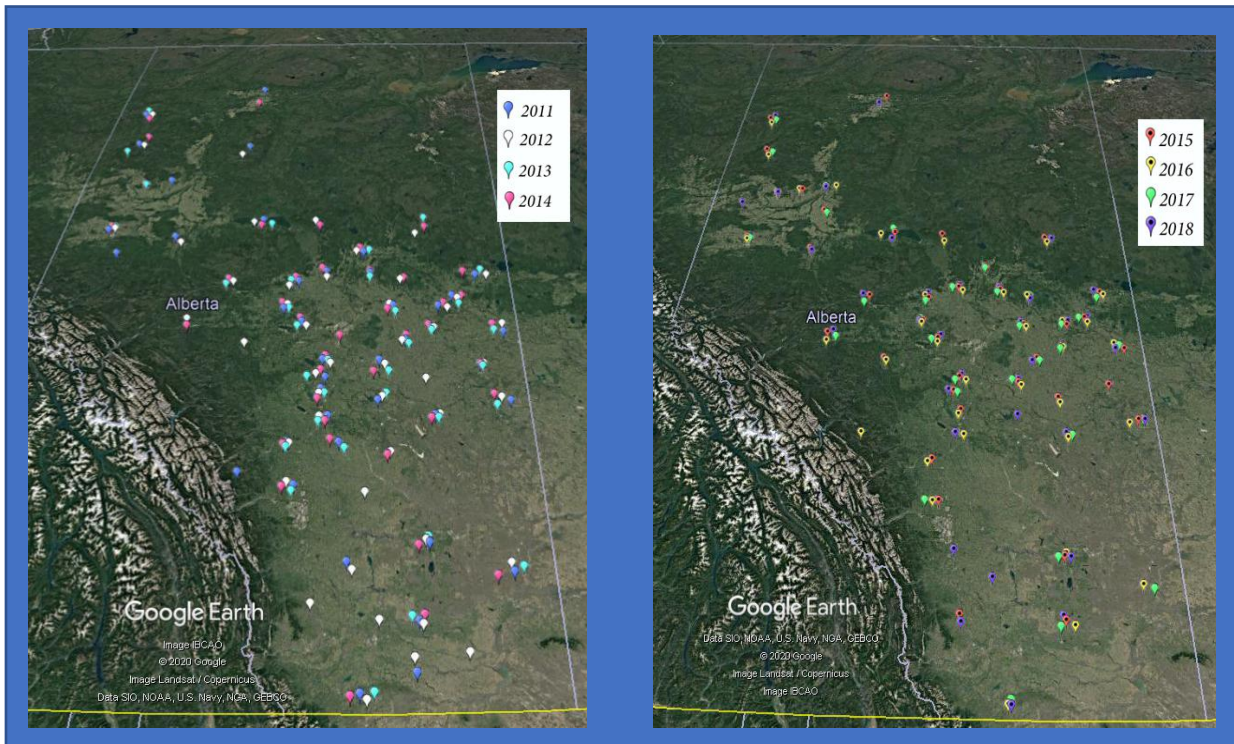 2011
2012
2013
2014
Alberta
Google Earth
Image IBCAO
© 2020 Google
Image Landsat / Copernicus
Data SIO, NOAA, U.S. Navy, NGA, GEBCO
2015
2016
2017
2018
Alberta
Google Earth
Data SIO, NOAA, U.S. Navy, NGA, GEBCO
© 2020 Google
Image Landsat / Copernicus
Image IBCAO